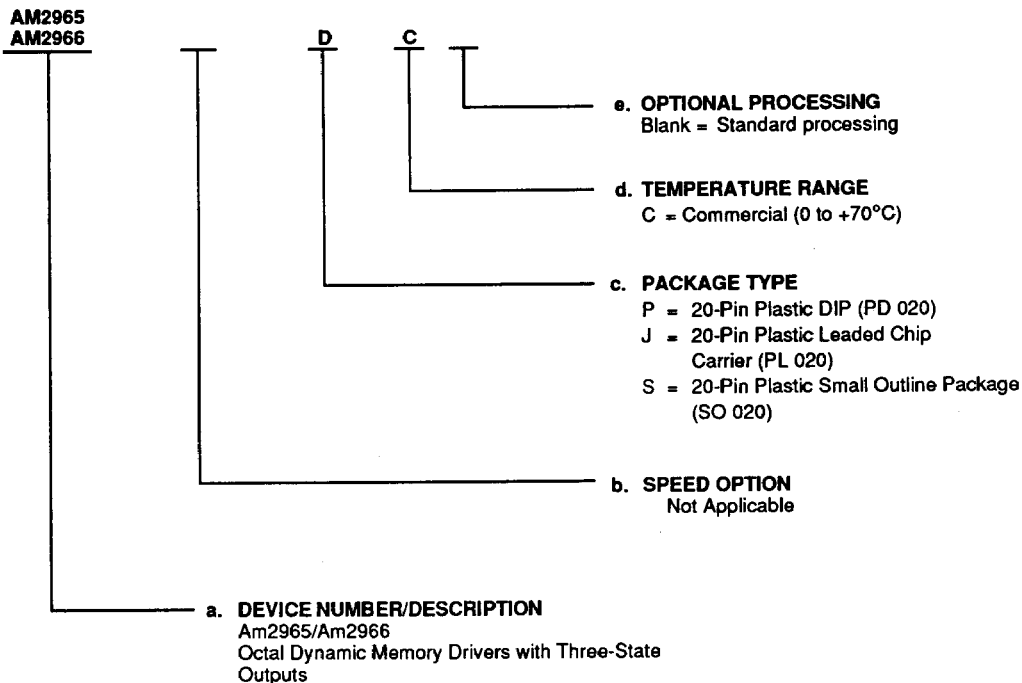 AM2965
AM2966
D C
e. OPTIONAL PROCESSING
Blank = Standard processing
d. TEMPERATURE RANGE
C = Commercial (0 to +70°C)
c. PACKAGE TYPE
P = 20-Pin Plastic DIP (PD 020)
J = 20-Pin Plastic Leaded Chip
Carrier (PL 020)
S = 20-Pin Plastic Small Outline Package
(SO 020)
b. SPEED OPTION
Not Applicable
a. DEVICE NUMBER/DESCRIPTION
Am2965/Am2966
Octal Dynamic Memory Drivers with Three-State
Outputs